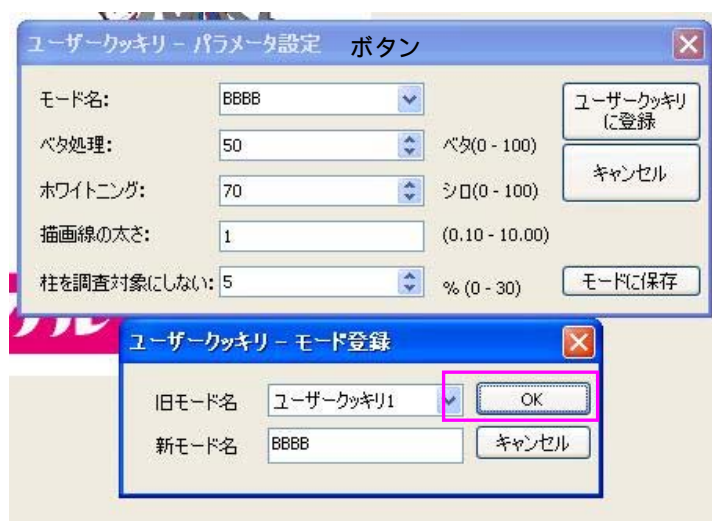 ユーザークッキリ - パラメータ設定 ボタン
モード名: BBBB
ユーザークッキリ
に登録
ベタ処理: 50 ベタ(0 - 100)
キャンセル
ホワイトニング: 70 シロ(0 - 100)
描画線の太さ: 1 (0.10 - 10.00)
柱を調査対象にしない: 5 % (0 - 30) モードに保存
ユーザークッキリ - モード登録
旧モード名 ユーザークッキリ1 OK
新モード名 BBBB キャンセル